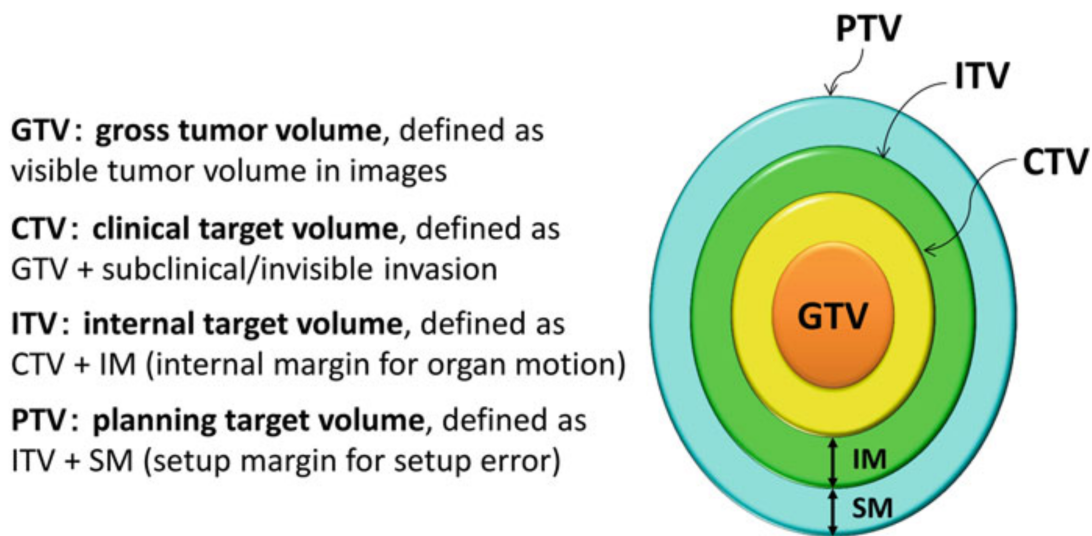 GTV: gross tumor volume, defined as
visible tumor volume in images
CTV: clinical target volume, defined as
GTV + subclinical/invisible invasion
ITV: internal target volume, defined as
CTV + IM (internal margin for organ motion)
PTV: planning target volume, defined as
ITV + SM (setup margin for setup error)
PTV
ITV
CTV
GTV
IM
SM